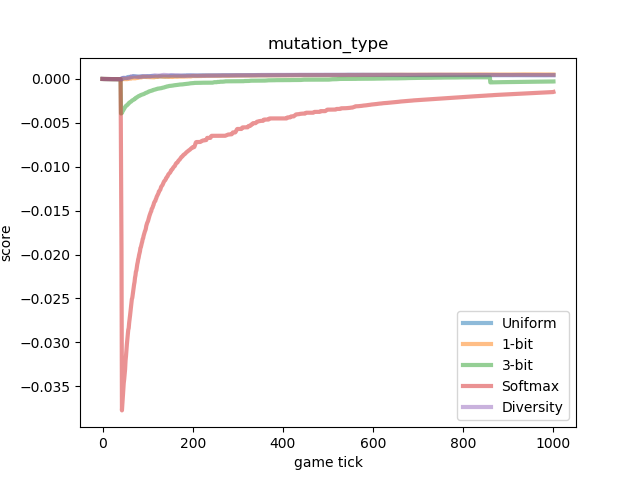 mutation_type
score
0.000
−0.005
−0.010
−0.015
−0.020
−0.025
−0.030
−0.035
Uniform
1-bit
3-bit
Softmax
Diversity
0 200 400 600 800 1000
game tick